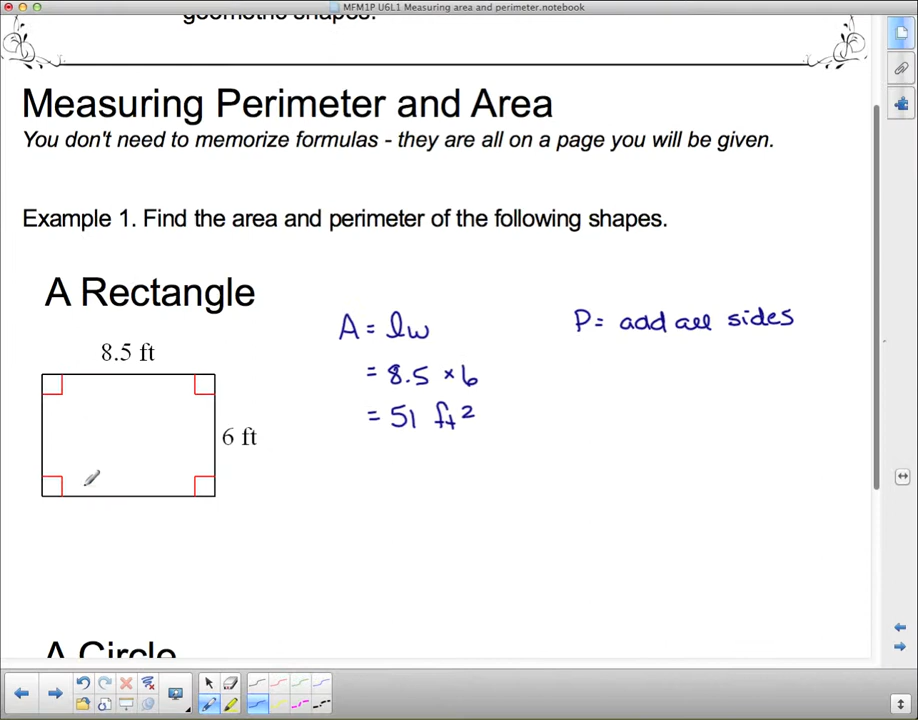 MFM1P U6L1 Measuring area and perimeter.notebook
geometric shapes.
Measuring Perimeter and Area
You don't need to memorize formulas - they are all on a page you will be given.
Example 1. Find the area and perimeter of the following shapes.
A Rectangle
8.5 ft
6 ft
A = lw
= 8.5 × 6
= 51 ft²
P = add all sides
A Circle